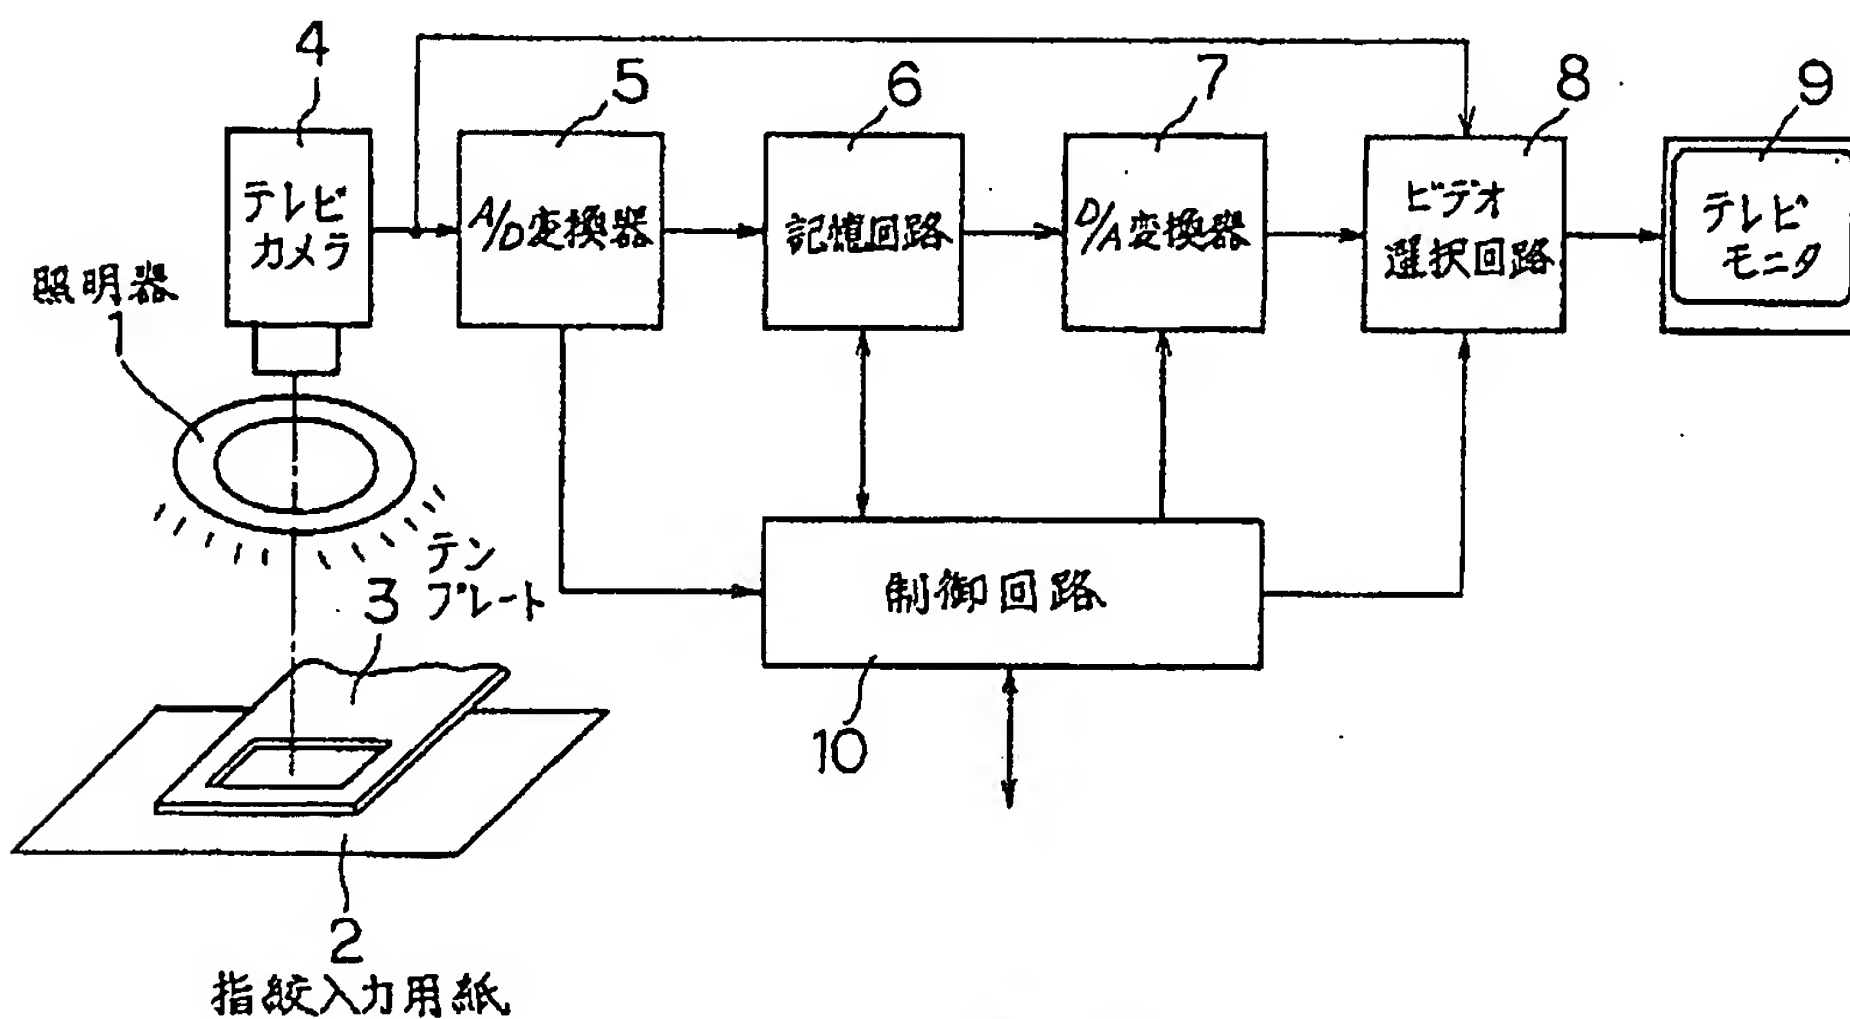 4
5
6
7
8
9
テレビ
カメラ
A/D変換器
記憶回路
D/A変換器
ビデオ
選択回路
テレビ
モニタ
照明器
1
テン
プレート
3
制御回路
10
2
指紋入力用紙